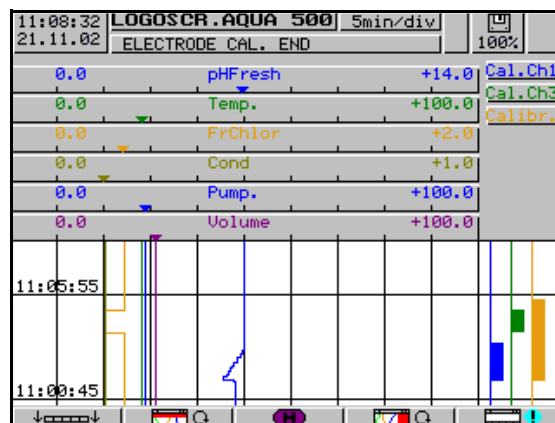 11:08:32 LOGOSCR.AQUA 500 5min/div
21.11.02 ELECTRODE CAL. END 100%
0.0 pHFresh +14.0 Cal.Ch1
0.0 Temp. +100.0 Cal.Ch3
0.0 FrChlor +2.0 Calibr.
0.0 Cond +1.0
0.0 Pump. +100.0
0.0 Volume +100.0
11:05:55
11:00:45
H